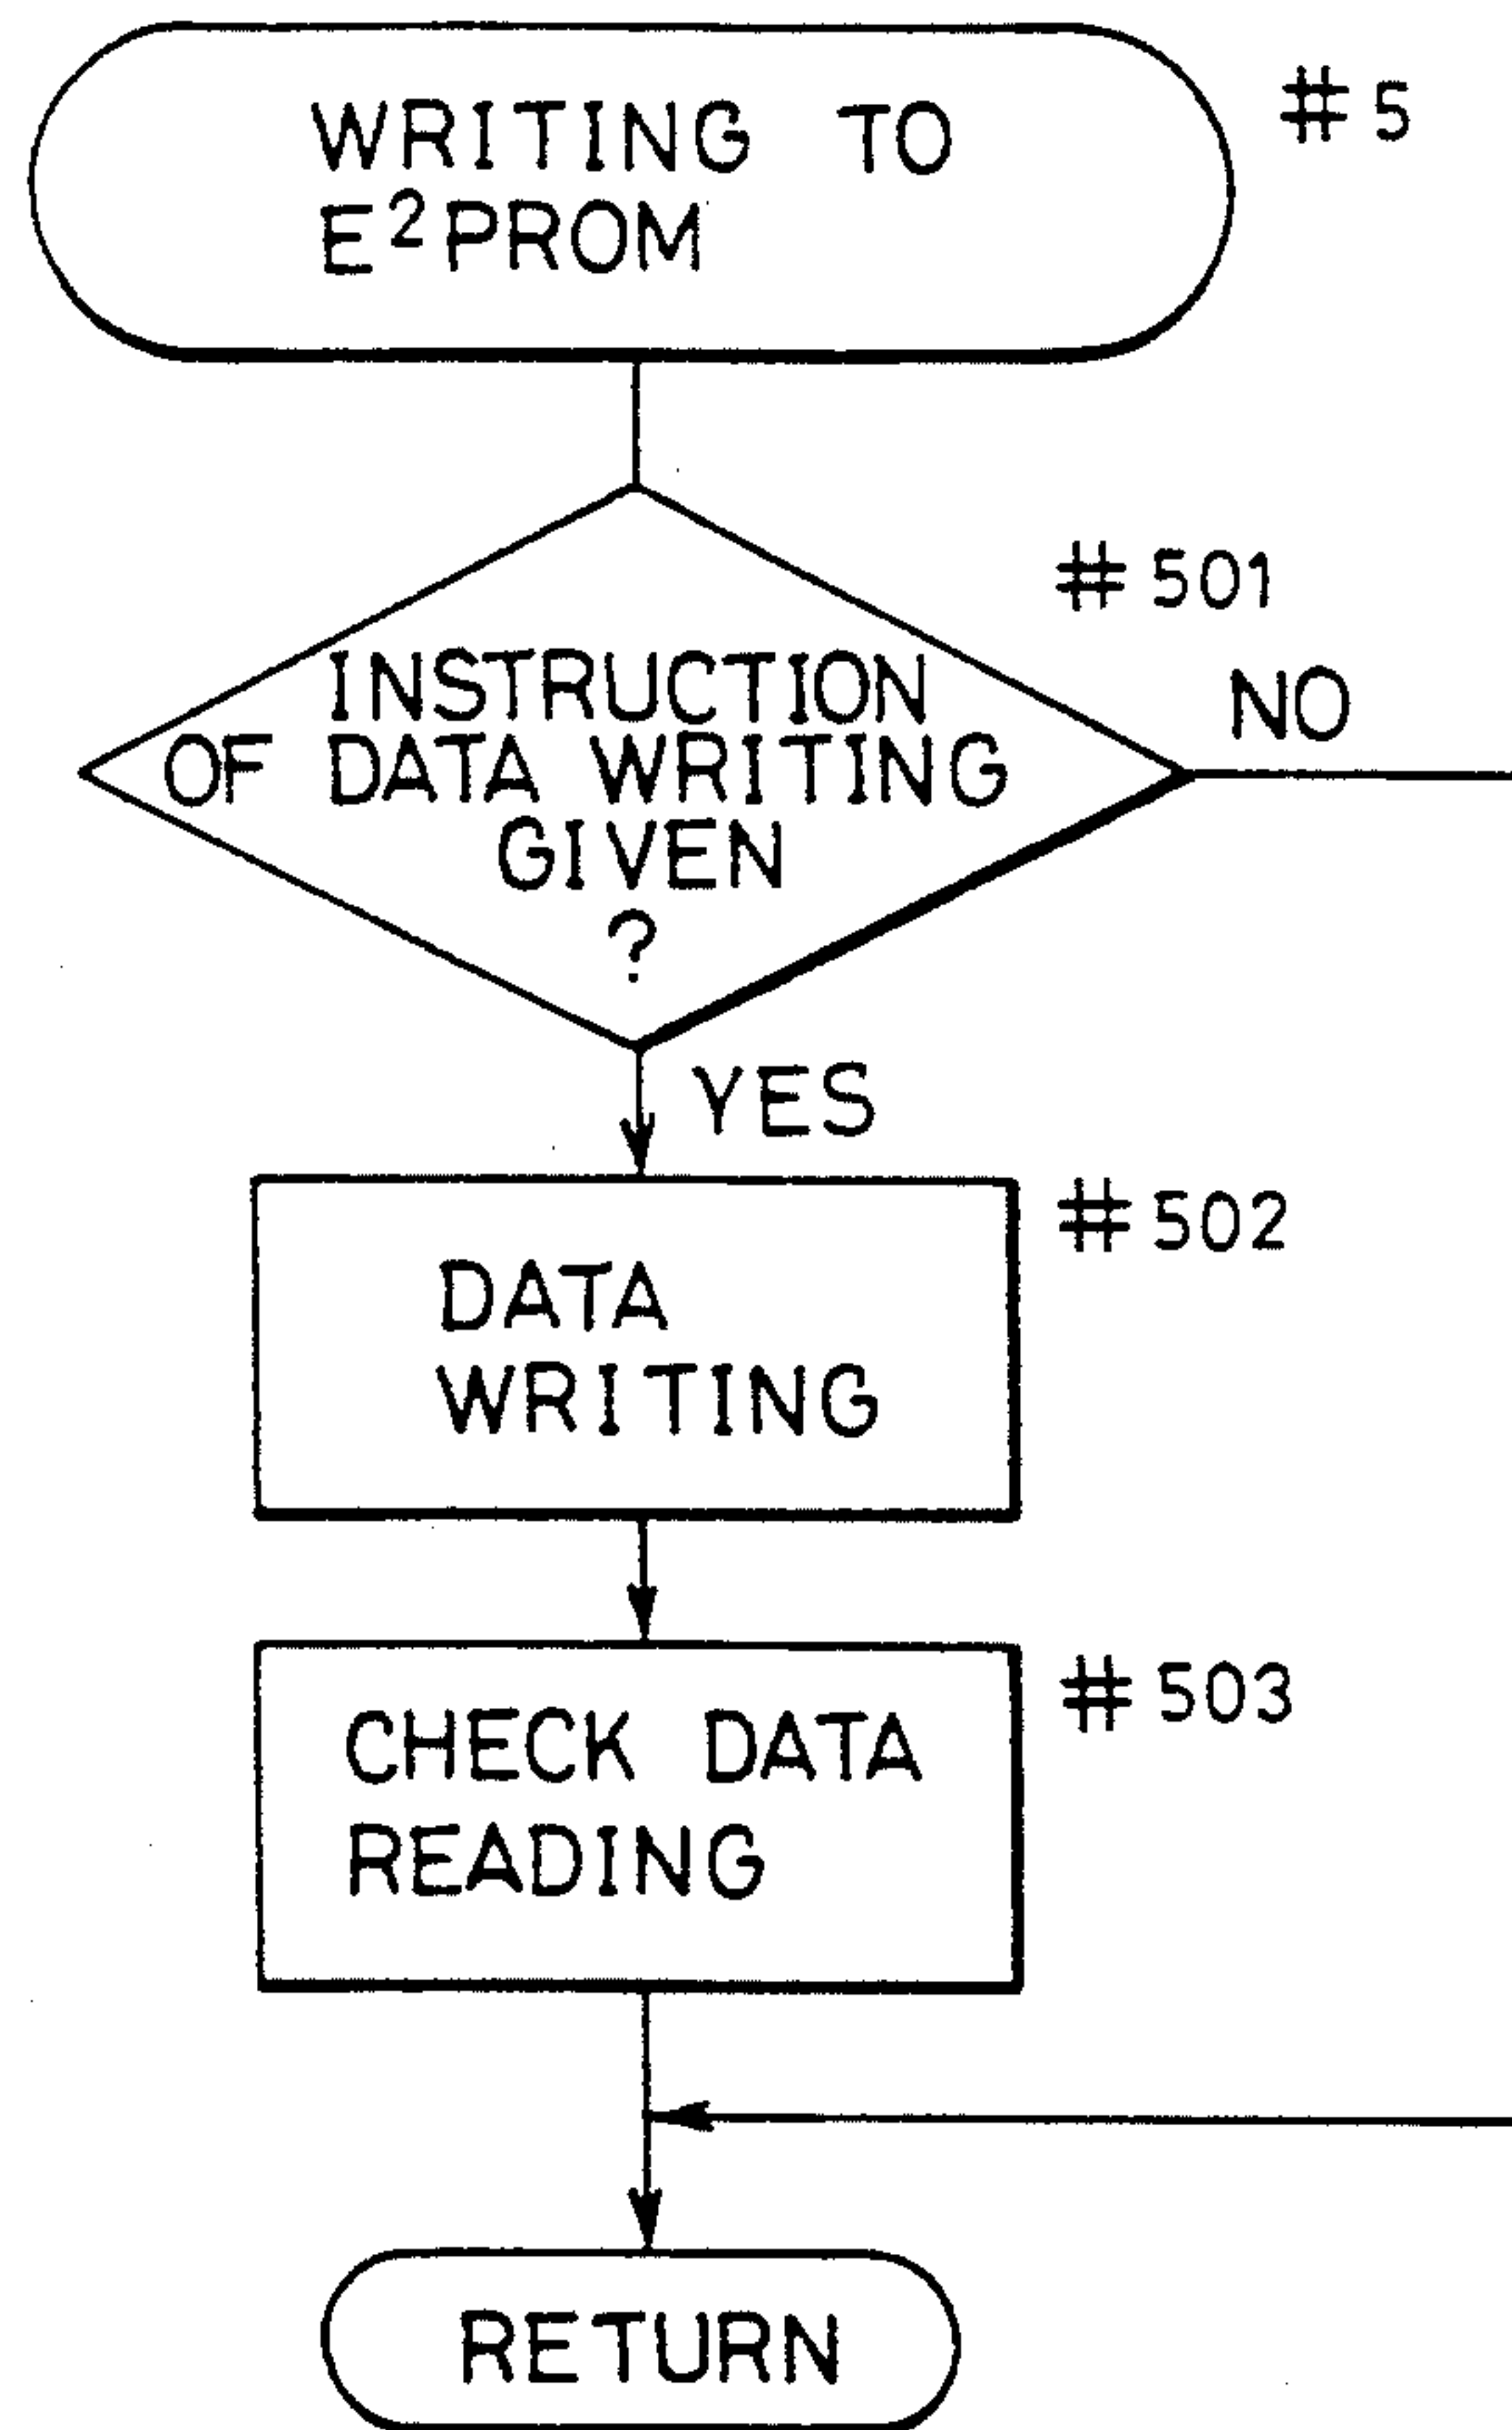 WRITING TO
E²PROM
#5
#501
INSTRUCTION
OF DATA WRITING
GIVEN
?
NO
YES
#502
DATA
WRITING
#503
CHECK DATA
READING
RETURN